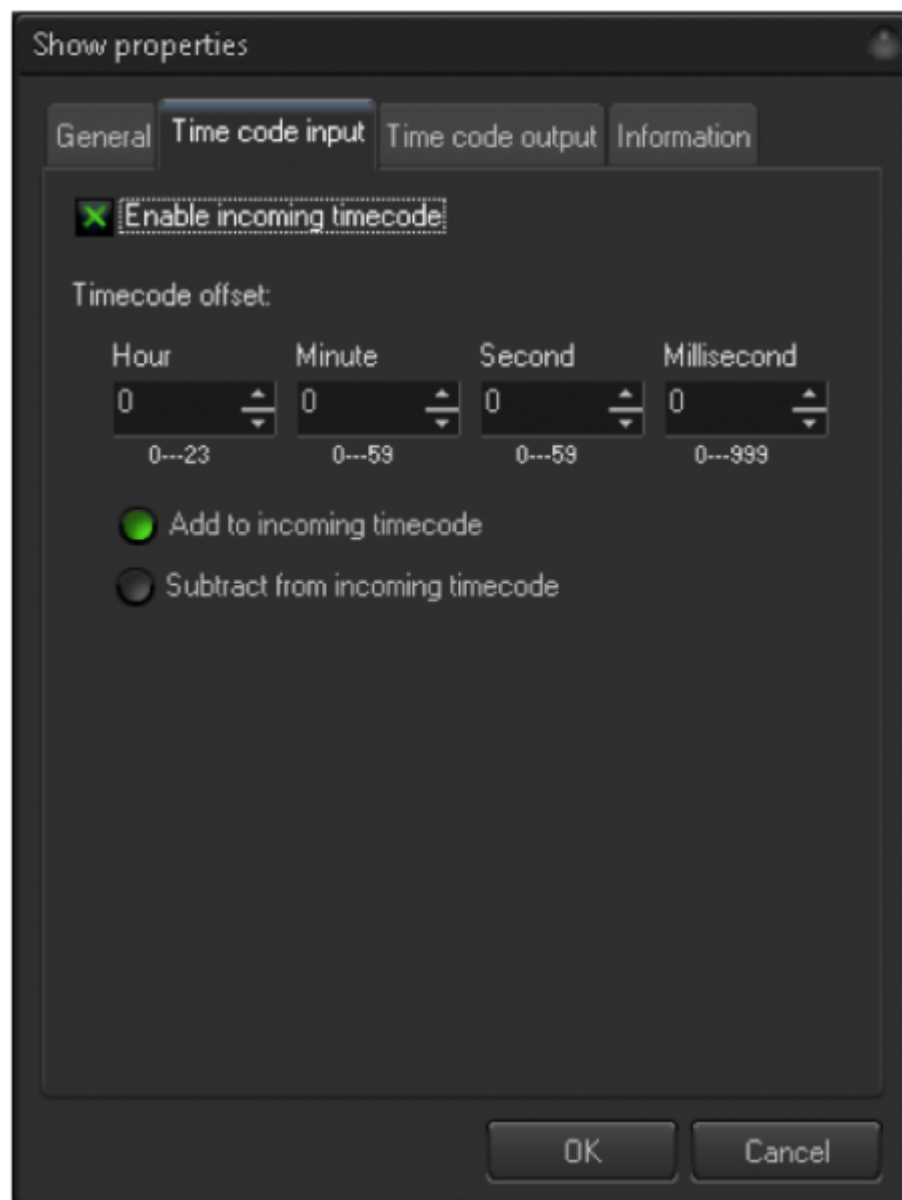 Show properties
General Time code input Time code output Information
Enable incoming timecode
Timecode offset:
Hour Minute Second Millisecond
0 0 0 0
0---23 0---59 0---59 0---999
Add to incoming timecode
Subtract from incoming timecode
OK Cancel